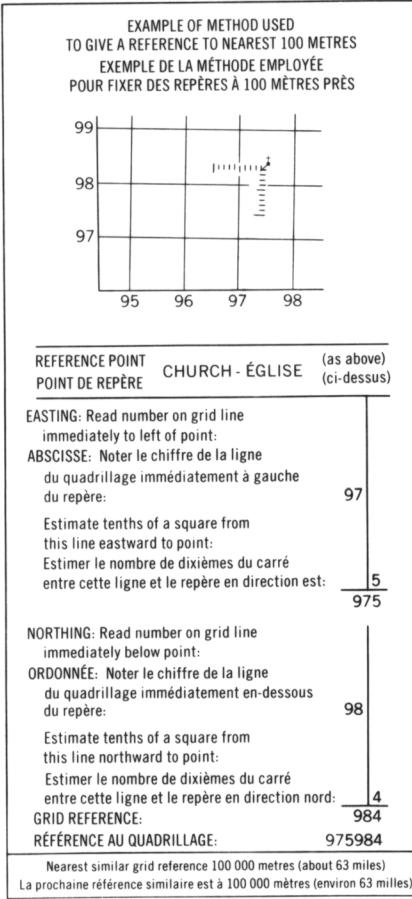 EXAMPLE OF METHOD USED
TO GIVE A REFERENCE TO NEAREST 100 METRES
EXEMPLE DE LA MÉTHODE EMPLOYÉE
POUR FIXER DES REPÈRES À 100 MÈTRES PRÈS
99
98
97
95 96 97 98
REFERENCE POINT
POINT DE REPÈRE
CHURCH - ÉGLISE
(as above)
(ci-dessus)
EASTING: Read number on grid line
immediately to left of point:
ABSCISSE: Noter le chiffre de la ligne
du quadrillage immédiatement à gauche
du repère: 97
Estimate tenths of a square from
this line eastward to point:
Estimer le nombre de dixièmes du carré
entre cette ligne et le repère en direction est: 5
975
NORTHING: Read number on grid line
immediately below point:
ORDONNÉE: Noter le chiffre de la ligne
du quadrillage immédiatement en-dessous
du repère: 98
Estimate tenths of a square from
this line northward to point:
Estimer le nombre de dixièmes du carré
entre cette ligne et le repère en direction nord: 4
GRID REFERENCE: 984
RÉFÉRENCE AU QUADRILLAGE: 975984
Nearest similar grid reference 100 000 metres (about 63 miles)
La prochaine référence similaire est à 100 000 mètres (environ 63 milles)